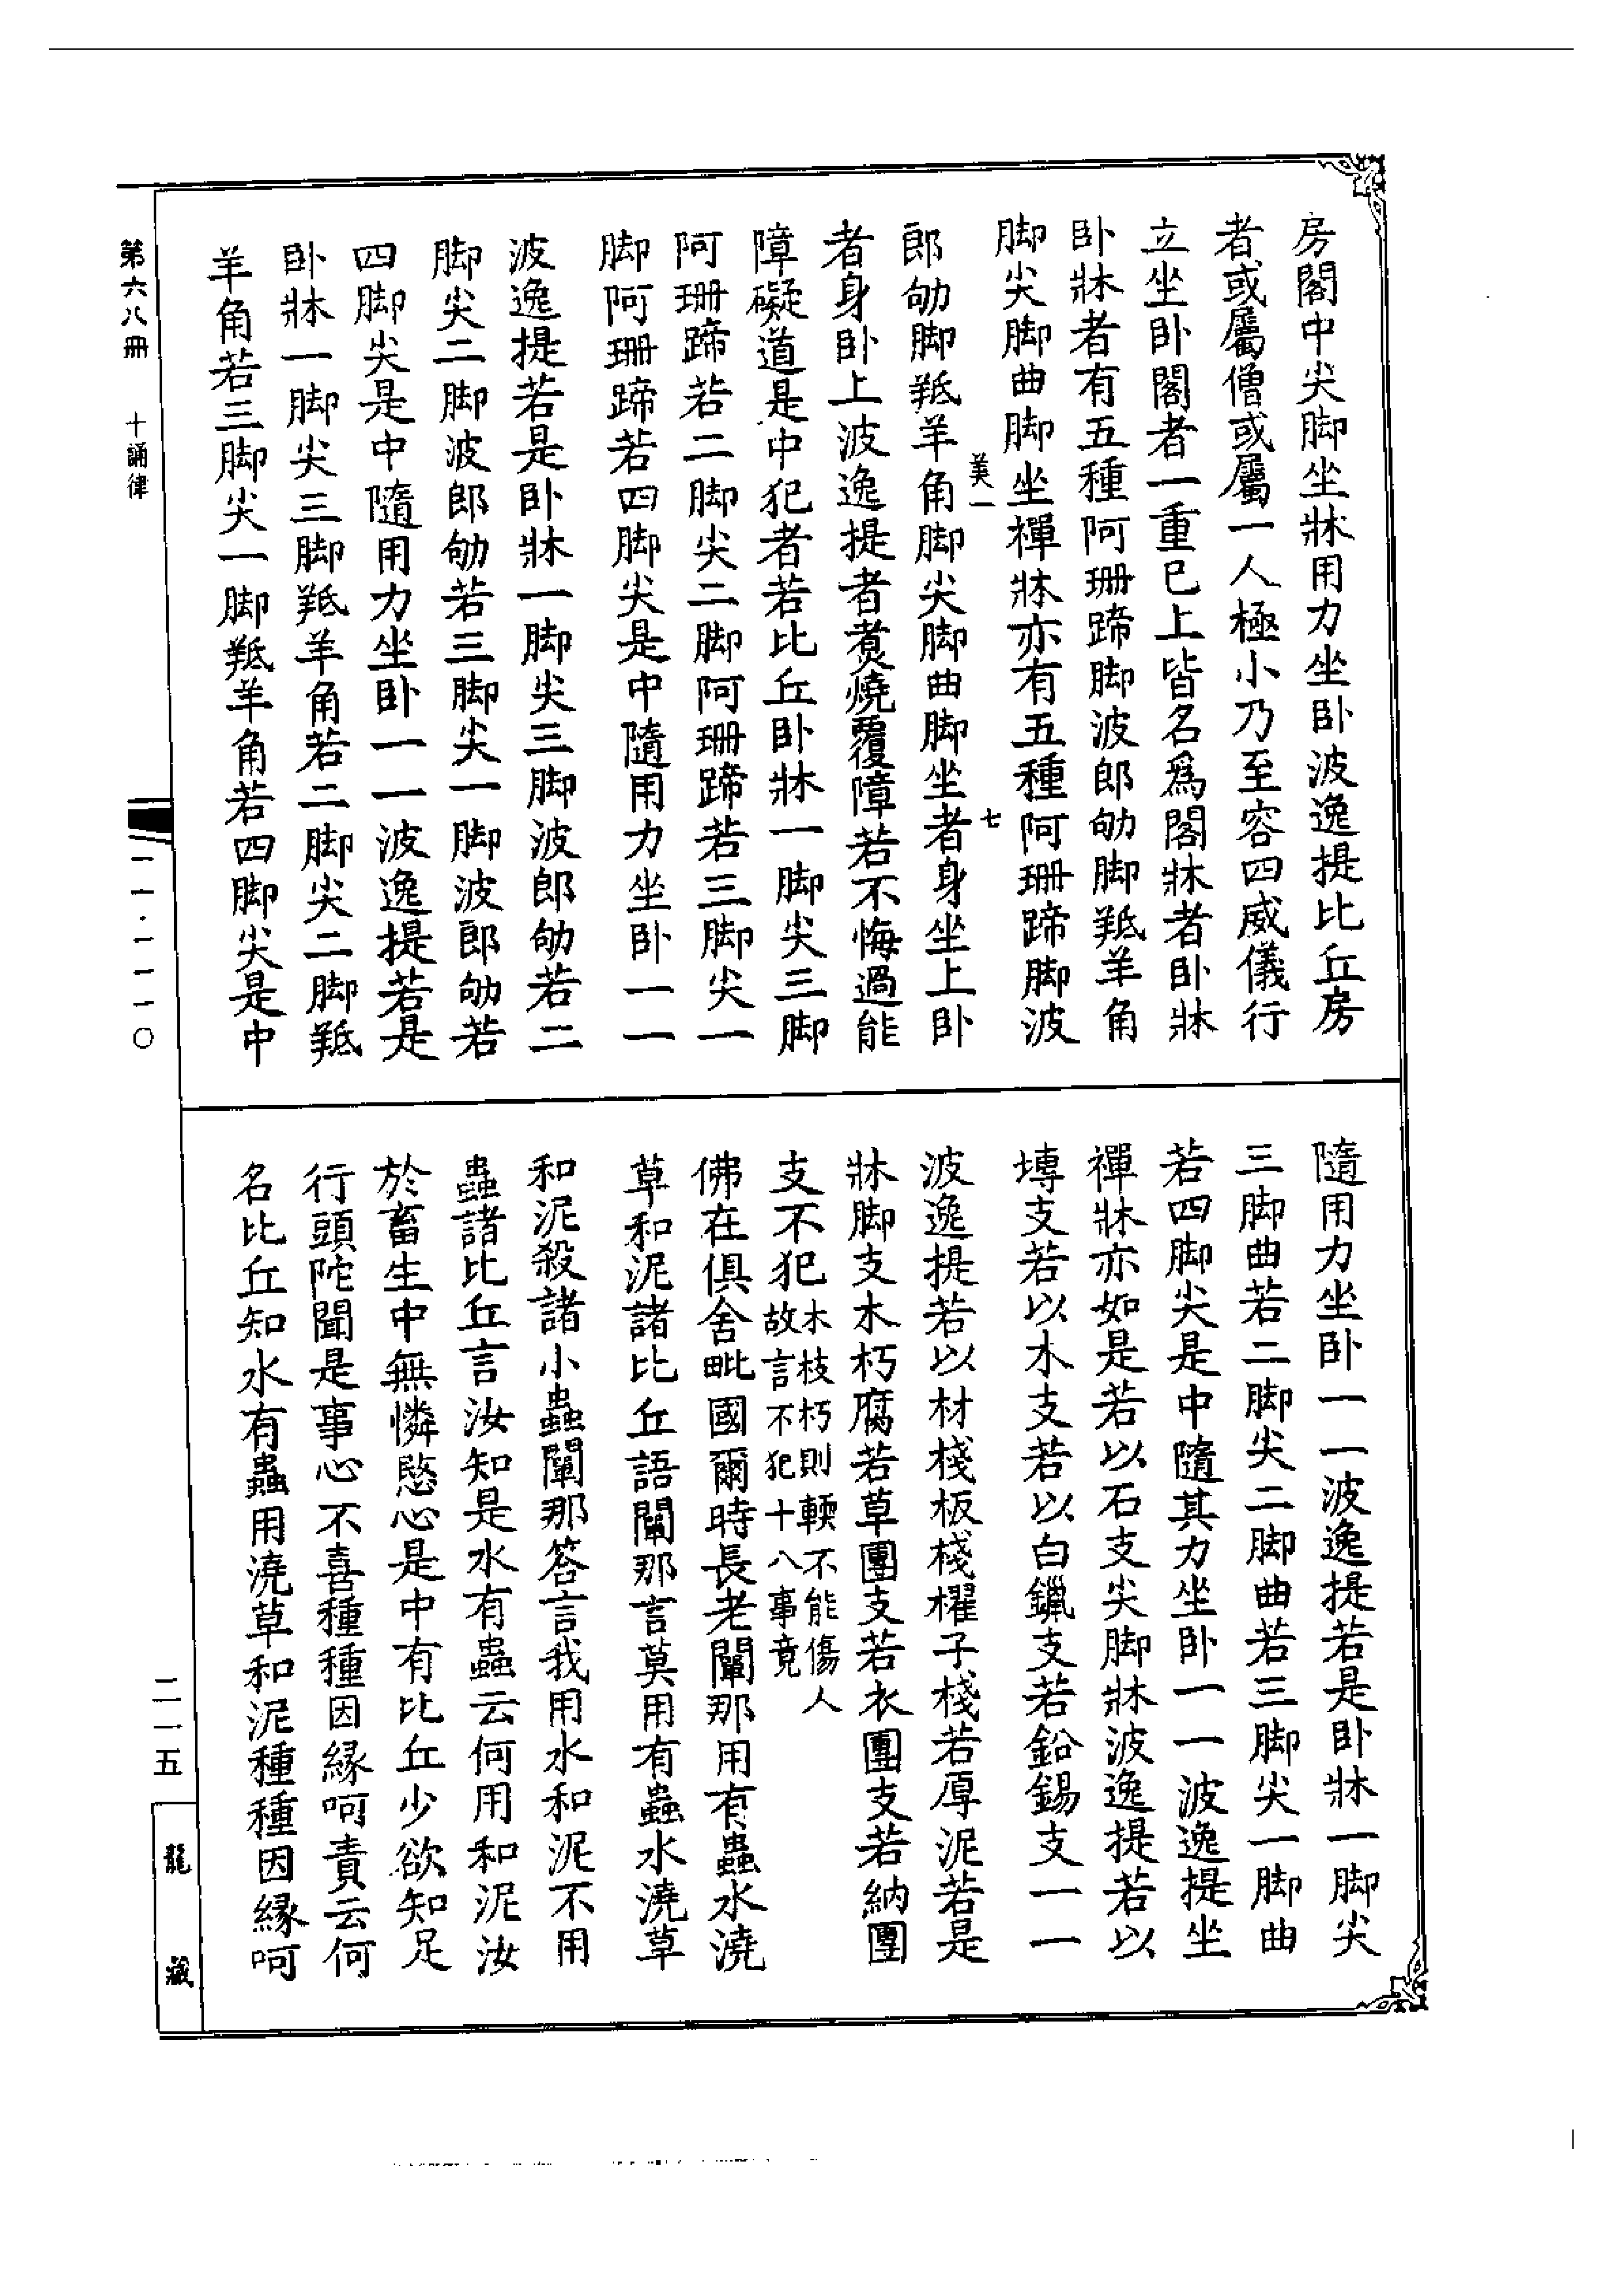 房閣中尖脚坐牀用力坐卧波逸提比丘房
者或屬僧或屬一人極小乃至容四威儀行
立坐卧閣者一重已上皆名爲閣牀者卧牀
卧牀者有五種阿珊蹄脚波郎劬脚羝羊角
脚尖脚曲脚坐禪牀亦有五種阿珊蹄脚波
美一
七
郎劬脚羝羊角脚尖脚曲脚坐者身坐上卧
者身卧上波逸提者煑燒覆障若不悔過能
障礙道是中犯者若比丘卧牀一脚尖三脚
阿珊蹄若二脚尖二脚阿珊蹄若三脚尖一
脚阿珊蹄若四脚尖是中隨用力坐卧一一
波逸提若是卧牀一脚尖三脚波郎劬若二
脚尖二脚波郎劬若三脚尖一脚波郎劬若
四脚尖是中隨用力坐卧一一波逸提若是
卧牀一脚尖三脚羝羊角若二脚尖二脚羝
羊角若三脚尖一脚羝羊角若四脚尖是中
隨用力坐卧一一波逸提若是卧牀一脚尖
三脚曲若二脚尖二脚曲若三脚尖一脚曲
若四脚尖是中隨其力坐卧一一波逸提坐
禪牀亦如是若以石支尖脚牀波逸提若以
塼支若以木支若以白鑞支若鉛錫支一一
波逸提若以材棧板棧櫂子棧若厚泥若是
牀脚支木朽腐若草團支若衣團支若納團
支不犯木枝朽則輭不能傷人
故言不犯十八事竟
佛在俱舍毗國爾時長老闡那用有蟲水澆
草和泥諸比丘語闡那言莫用有蟲水澆草
和泥殺諸小蟲闡那答言我用水和泥不用
蟲諸比丘言汝知是水有蟲云何用和泥汝
於畜生中無憐愍心是中有比丘少欲知足
行頭陀聞是事心不喜種種因緣呵責云何
名比丘知水有蟲用澆草和泥種種因緣呵
第六八冊 十誦律
一一·一一一〇
二一五
龍藏